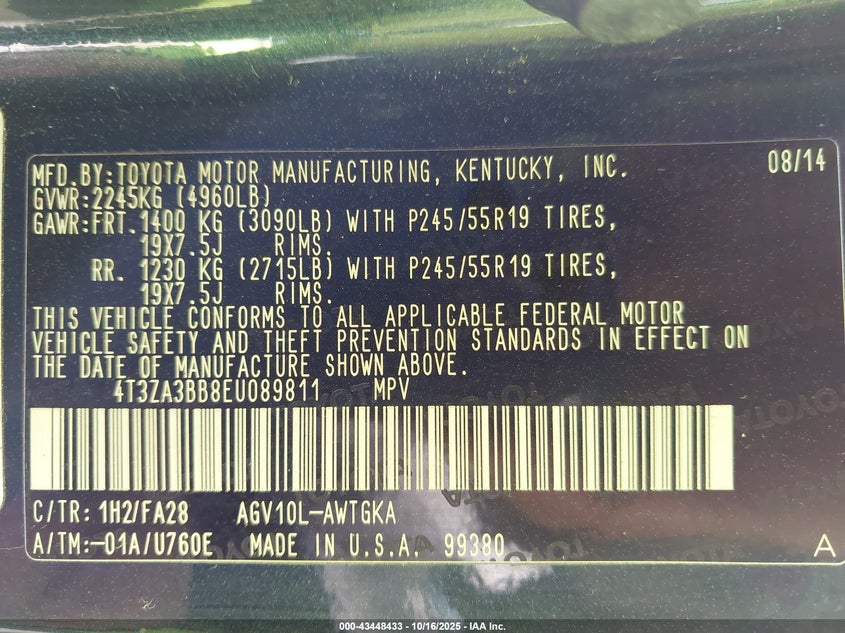 MFD.BY:TOYOTA MOTOR MANUFACTURING, KENTUCKY, INC. 08/14
GVWR:2245KG (4960LB)
GAWR:FRT.1400 KG (3090LB) WITH P245/55R19 TIRES,
19X7.5J RIMS.
RR. 1230 KG (2715LB) WITH P245/55R19 TIRES,
19X7.5J RIMS.
THIS VEHICLE CONFORMS TO ALL APPLICABLE FEDERAL MOTOR
VEHICLE SAFETY AND THEFT PREVENTION STANDARDS IN EFFECT ON
THE DATE OF MANUFACTURE SHOWN ABOVE.
4T3ZA3BB8EU089811 MPV
C/TR: 1H2/FA28 AGV10L-AWTGKA
A/TM:-01A/U760E MADE IN U.S.A. 99380 A
000-43448433 - 10/16/2025 - IAA Inc.